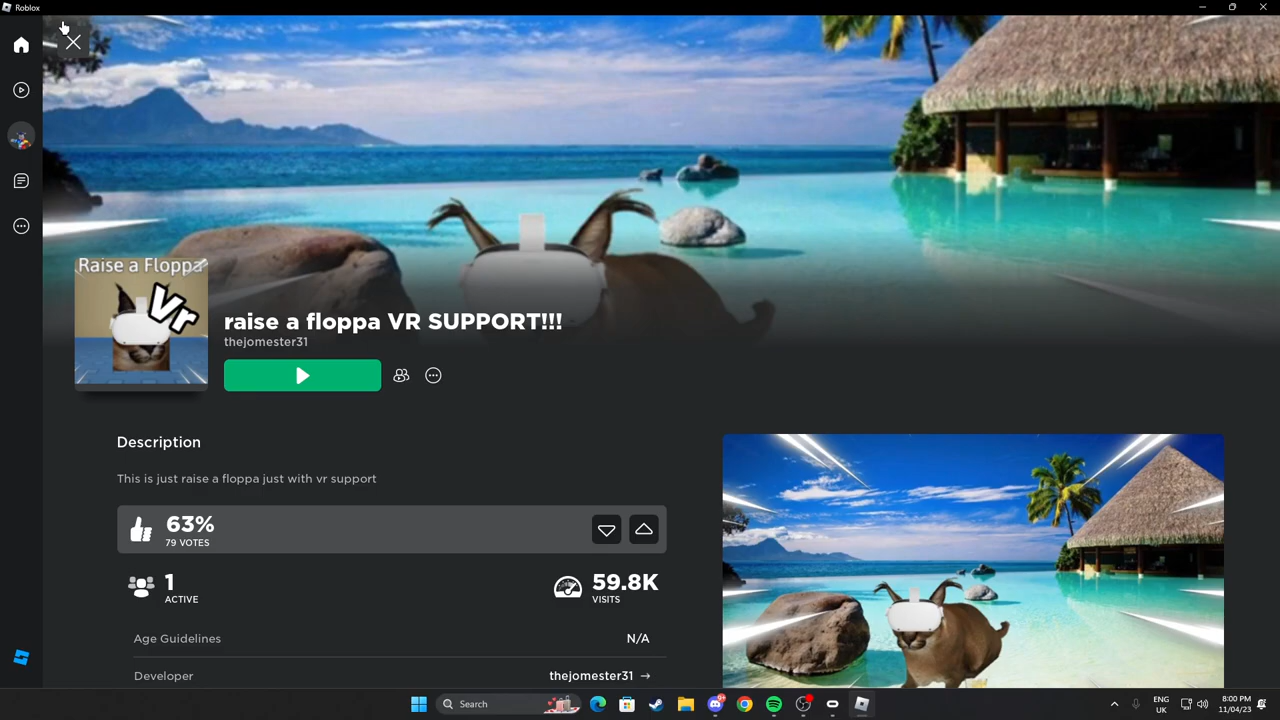 Roblox
Raise a Floppa
Vr
raise a floppa VR SUPPORT!!!
thejomester31
Description
This is just raise a floppa just with vr support
63%
79 VOTES
1
ACTIVE
59.8K
VISITS
Age Guidelines
N/A
Developer
thejomester31 →
Search
9+
ENG
UK
8:00 PM
11/04/23